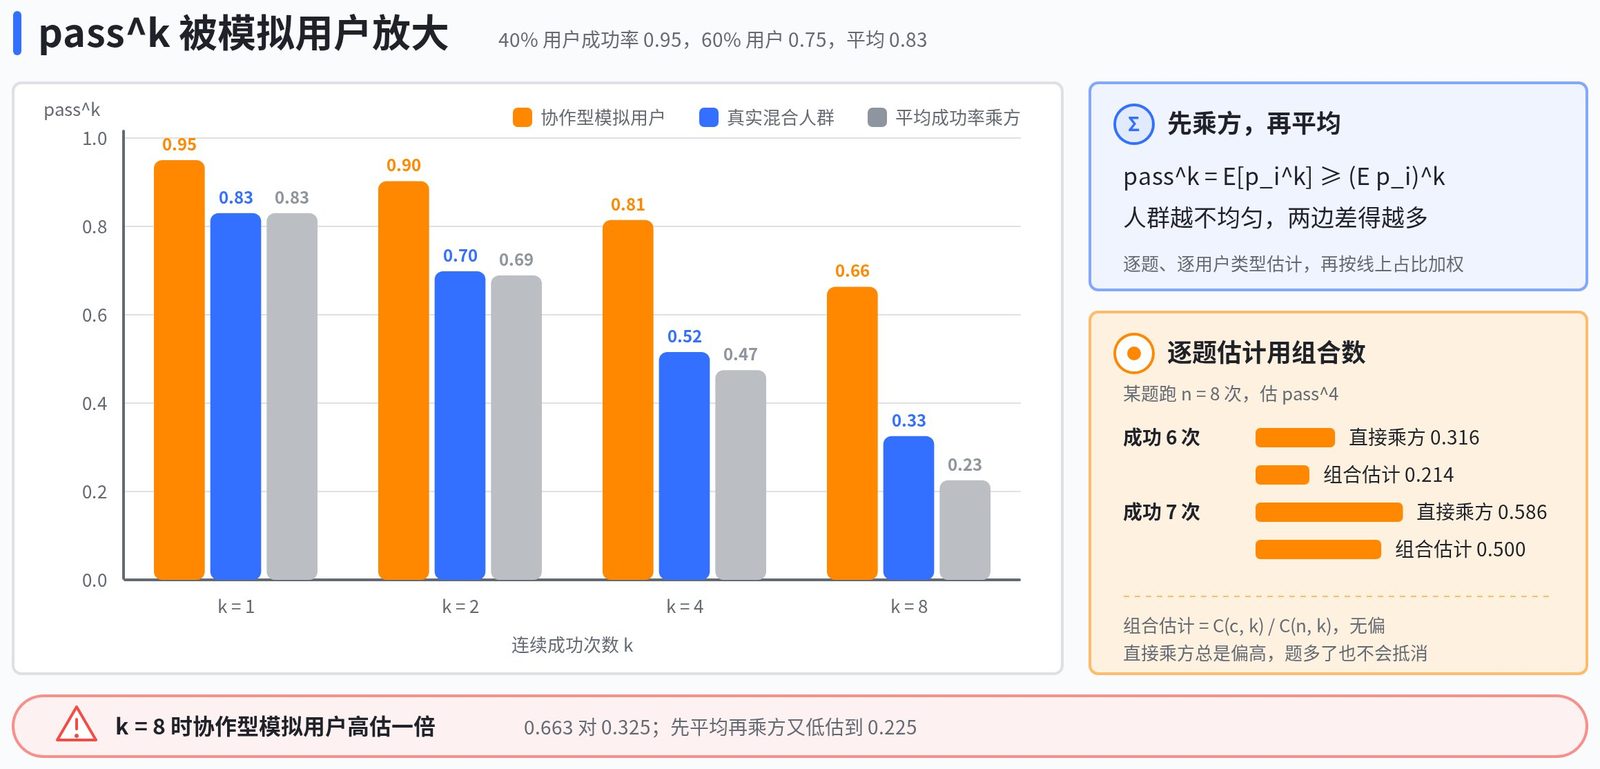 pass^k 被模拟用户放大
40% 用户成功率 0.95，60% 用户 0.75，平均 0.83
pass^k
协作型模拟用户
真实混合人群
平均成功率乘方
1.0
0.8
0.6
0.4
0.2
0.0
0.95
0.83
0.83
0.90
0.70
0.69
0.81
0.52
0.47
0.66
0.33
0.23
k = 1
k = 2
k = 4
k = 8
连续成功次数 k
Σ
先乘方，再平均
pass^k = E[p_i^k] ⩾ (E p_i)^k
人群越不均匀，两边差得越多
逐题、逐用户类型估计，再按线上占比加权
逐题估计用组合数
某题跑 n = 8 次，估 pass^4
成功 6 次
直接乘方 0.316
组合估计 0.214
成功 7 次
直接乘方 0.586
组合估计 0.500
组合估计 = C(c, k) / C(n, k)，无偏
直接乘方总是偏高，题多了也不会抵消
k = 8 时协作型模拟用户高估一倍
0.663 对 0.325；先平均再乘方又低估到 0.225